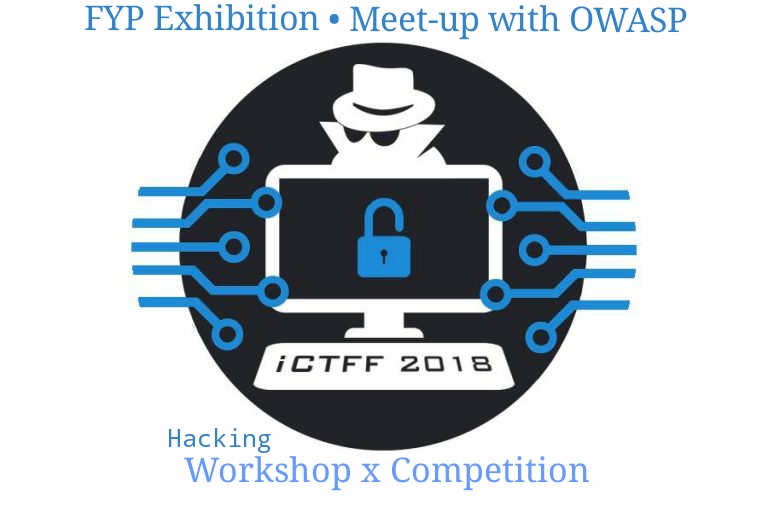 FYP Exhibition • Meet-up with OWASP
iCTFF 2018
Hacking
Workshop x Competition